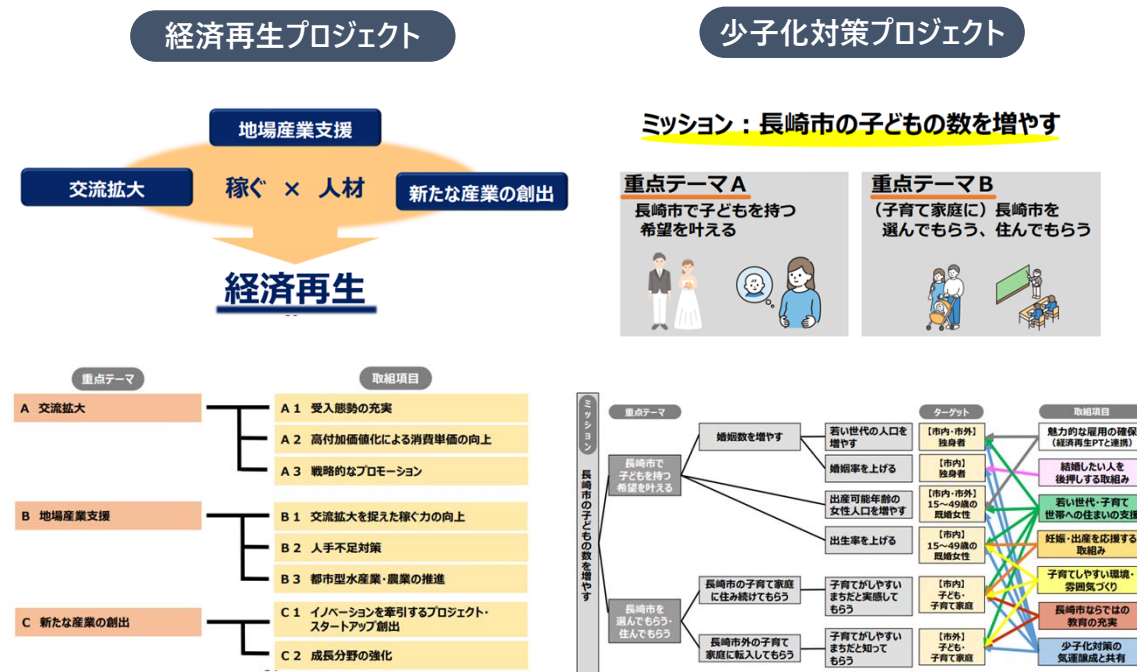 経済再生プロジェクト
地場産業支援
交流拡大
稼ぐ × 人材
新たな産業の創出
経済再生
重点テーマ
取組項目
A 交流拡大
A 1 受入態勢の充実
A 2 高付加価値化による消費単価の向上
A 3 戦略的なプロモーション
B 地場産業支援
B 1 交流拡大を捉えた稼ぐ力の向上
B 2 人手不足対策
B 3 都市型水産業・農業の推進
C 新たな産業の創出
C 1 イノベーションを牽引するプロジェクト・
スタートアップ創出
C 2 成長分野の強化
少子化対策プロジェクト
ミッション：長崎市の子どもの数を増やす
重点テーマA
長崎市で子どもを持つ
希望を叶える
重点テーマB
（子育て家庭に）長崎市を
選んでもらう、住んでもらう
ミッション
長崎市の子どもの数を増やす
重点テーマ
長崎市で
子どもを持つ
希望を叶える
長崎市を
選んでもらう・
住んでもらう
婚姻数を増やす
長崎市の子育て家庭
に住み続けてもらう
長崎市外の子育て
家庭に転入してもらう
若い世代の人口を
増やす
婚姻率を上げる
出産可能年齢の
女性人口を増やす
出生率を上げる
子育てがしやすい
まちだと実感して
もらう
子育てがしやすい
まちだと知って
もらう
ターゲット
【市内・市外】
独身者
【市内】
独身者
【市内・市外】
15～49歳の
既婚女性
【市内】
15～49歳の
既婚女性
【市内】
子ども・
子育て家庭
【市外】
子ども・
子育て家庭
取組項目
魅力的な雇用の確保
（経済再生PTと連携）
結婚したい人を
後押しする取組み
若い世代・子育て
世帯への住まいの支援
妊娠・出産を応援する
取組み
子育てしやすい環境・
雰囲気づくり
長崎市ならではの
教育の充実
少子化対策の
気運醸成と共有